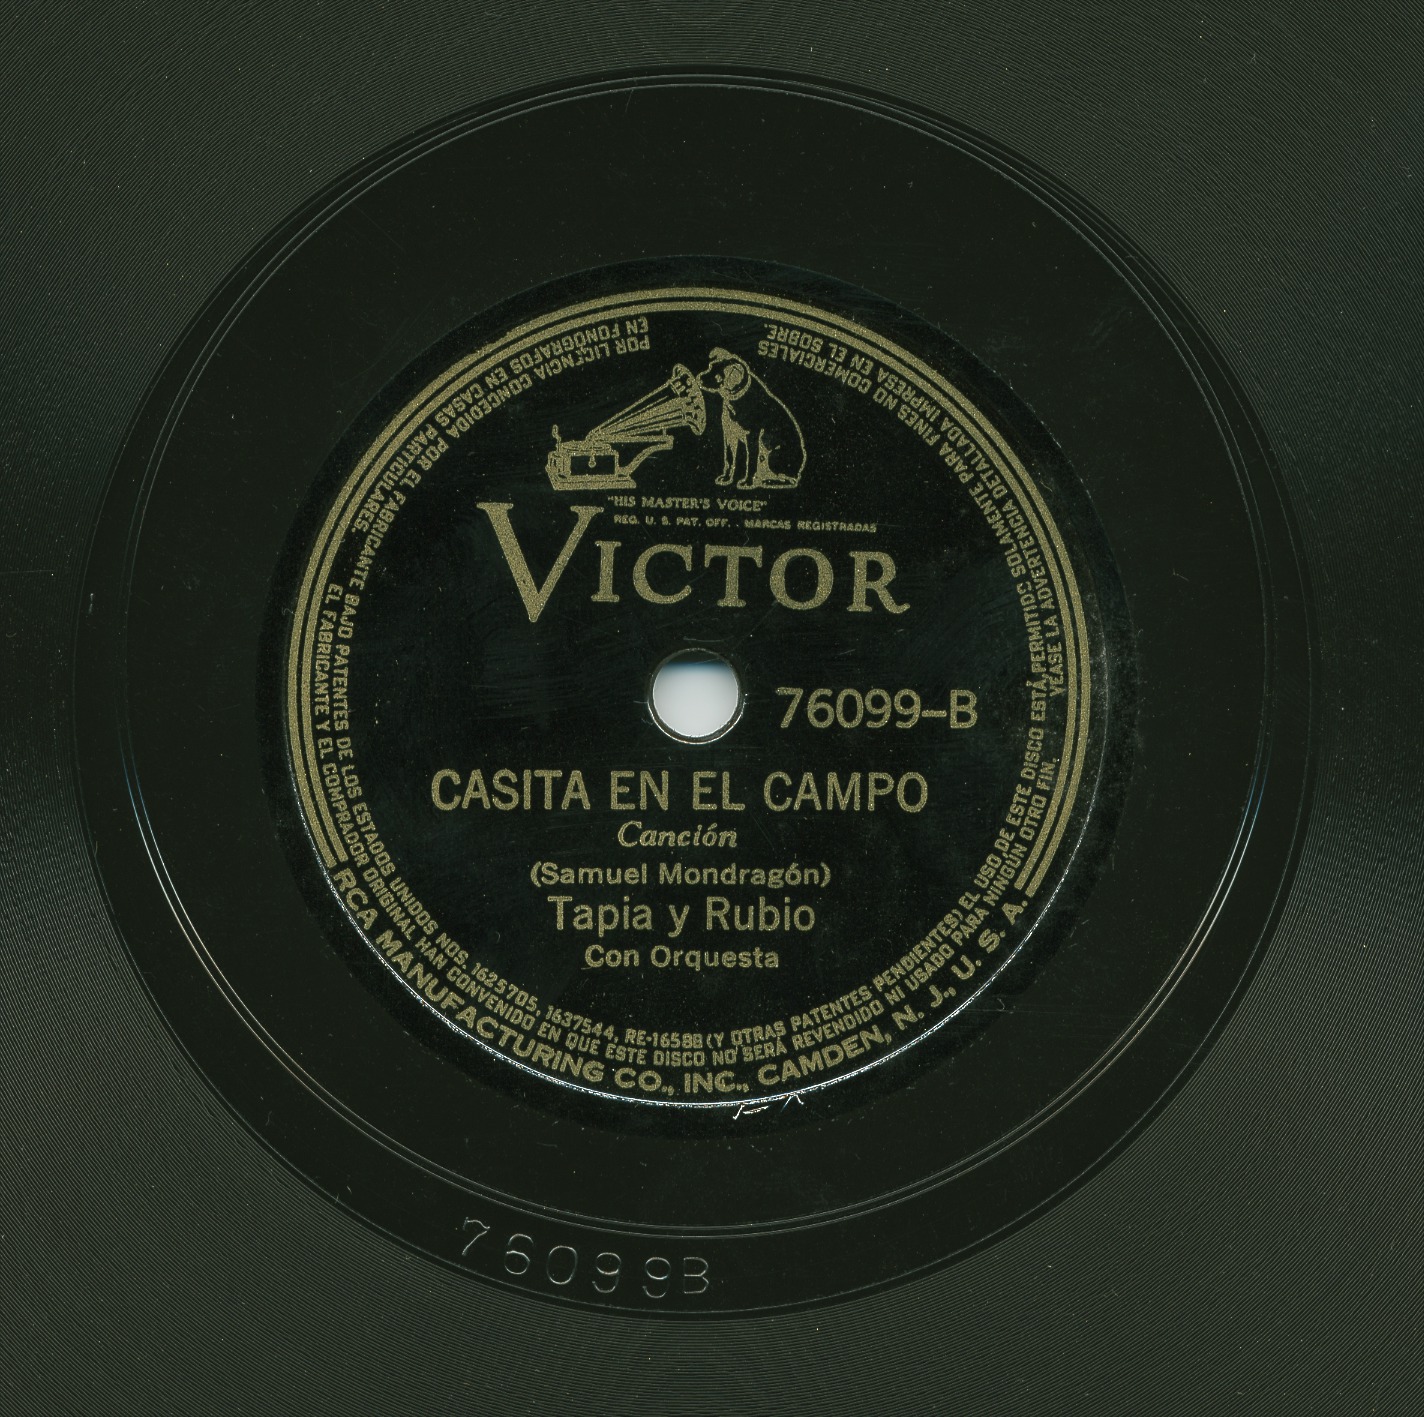 "HIS MASTER'S VOICE"
REG. U. S. PAT. OFF. . MARCAS REGISTRADAS
VICTOR
76099–B
CASITA EN EL CAMPO
Canción
(Samuel Mondragón)
Tapia y Rubio
Con Orquesta
POR LICENCIA CONCEDIDA POR EL FABRICANTE BAJO PATENTES DE LOS ESTADOS UNIDOS NOS. 1625705, 1637544, RE-16588 (Y OTRAS PATENTES PENDIENTES) EL USO DE ESTE DISCO ESTÁ PERMITIDO SOLAMENTE PARA FINES NO COMERCIALES
EN FONÓGRAFOS EN CASAS PARTICULARES. EL FABRICANTE Y EL COMPRADOR ORIGINAL HAN CONVENIDO EN QUE ESTE DISCO NO SERÁ REVENDIDO NI USADO PARA NINGÚN OTRO FIN. VEASE LA ADVERTENCIA DETALLADA IMPRESA EN EL SOBRE.
RCA MANUFACTURING CO., INC., CAMDEN, N. J., U. S. A.
76099B